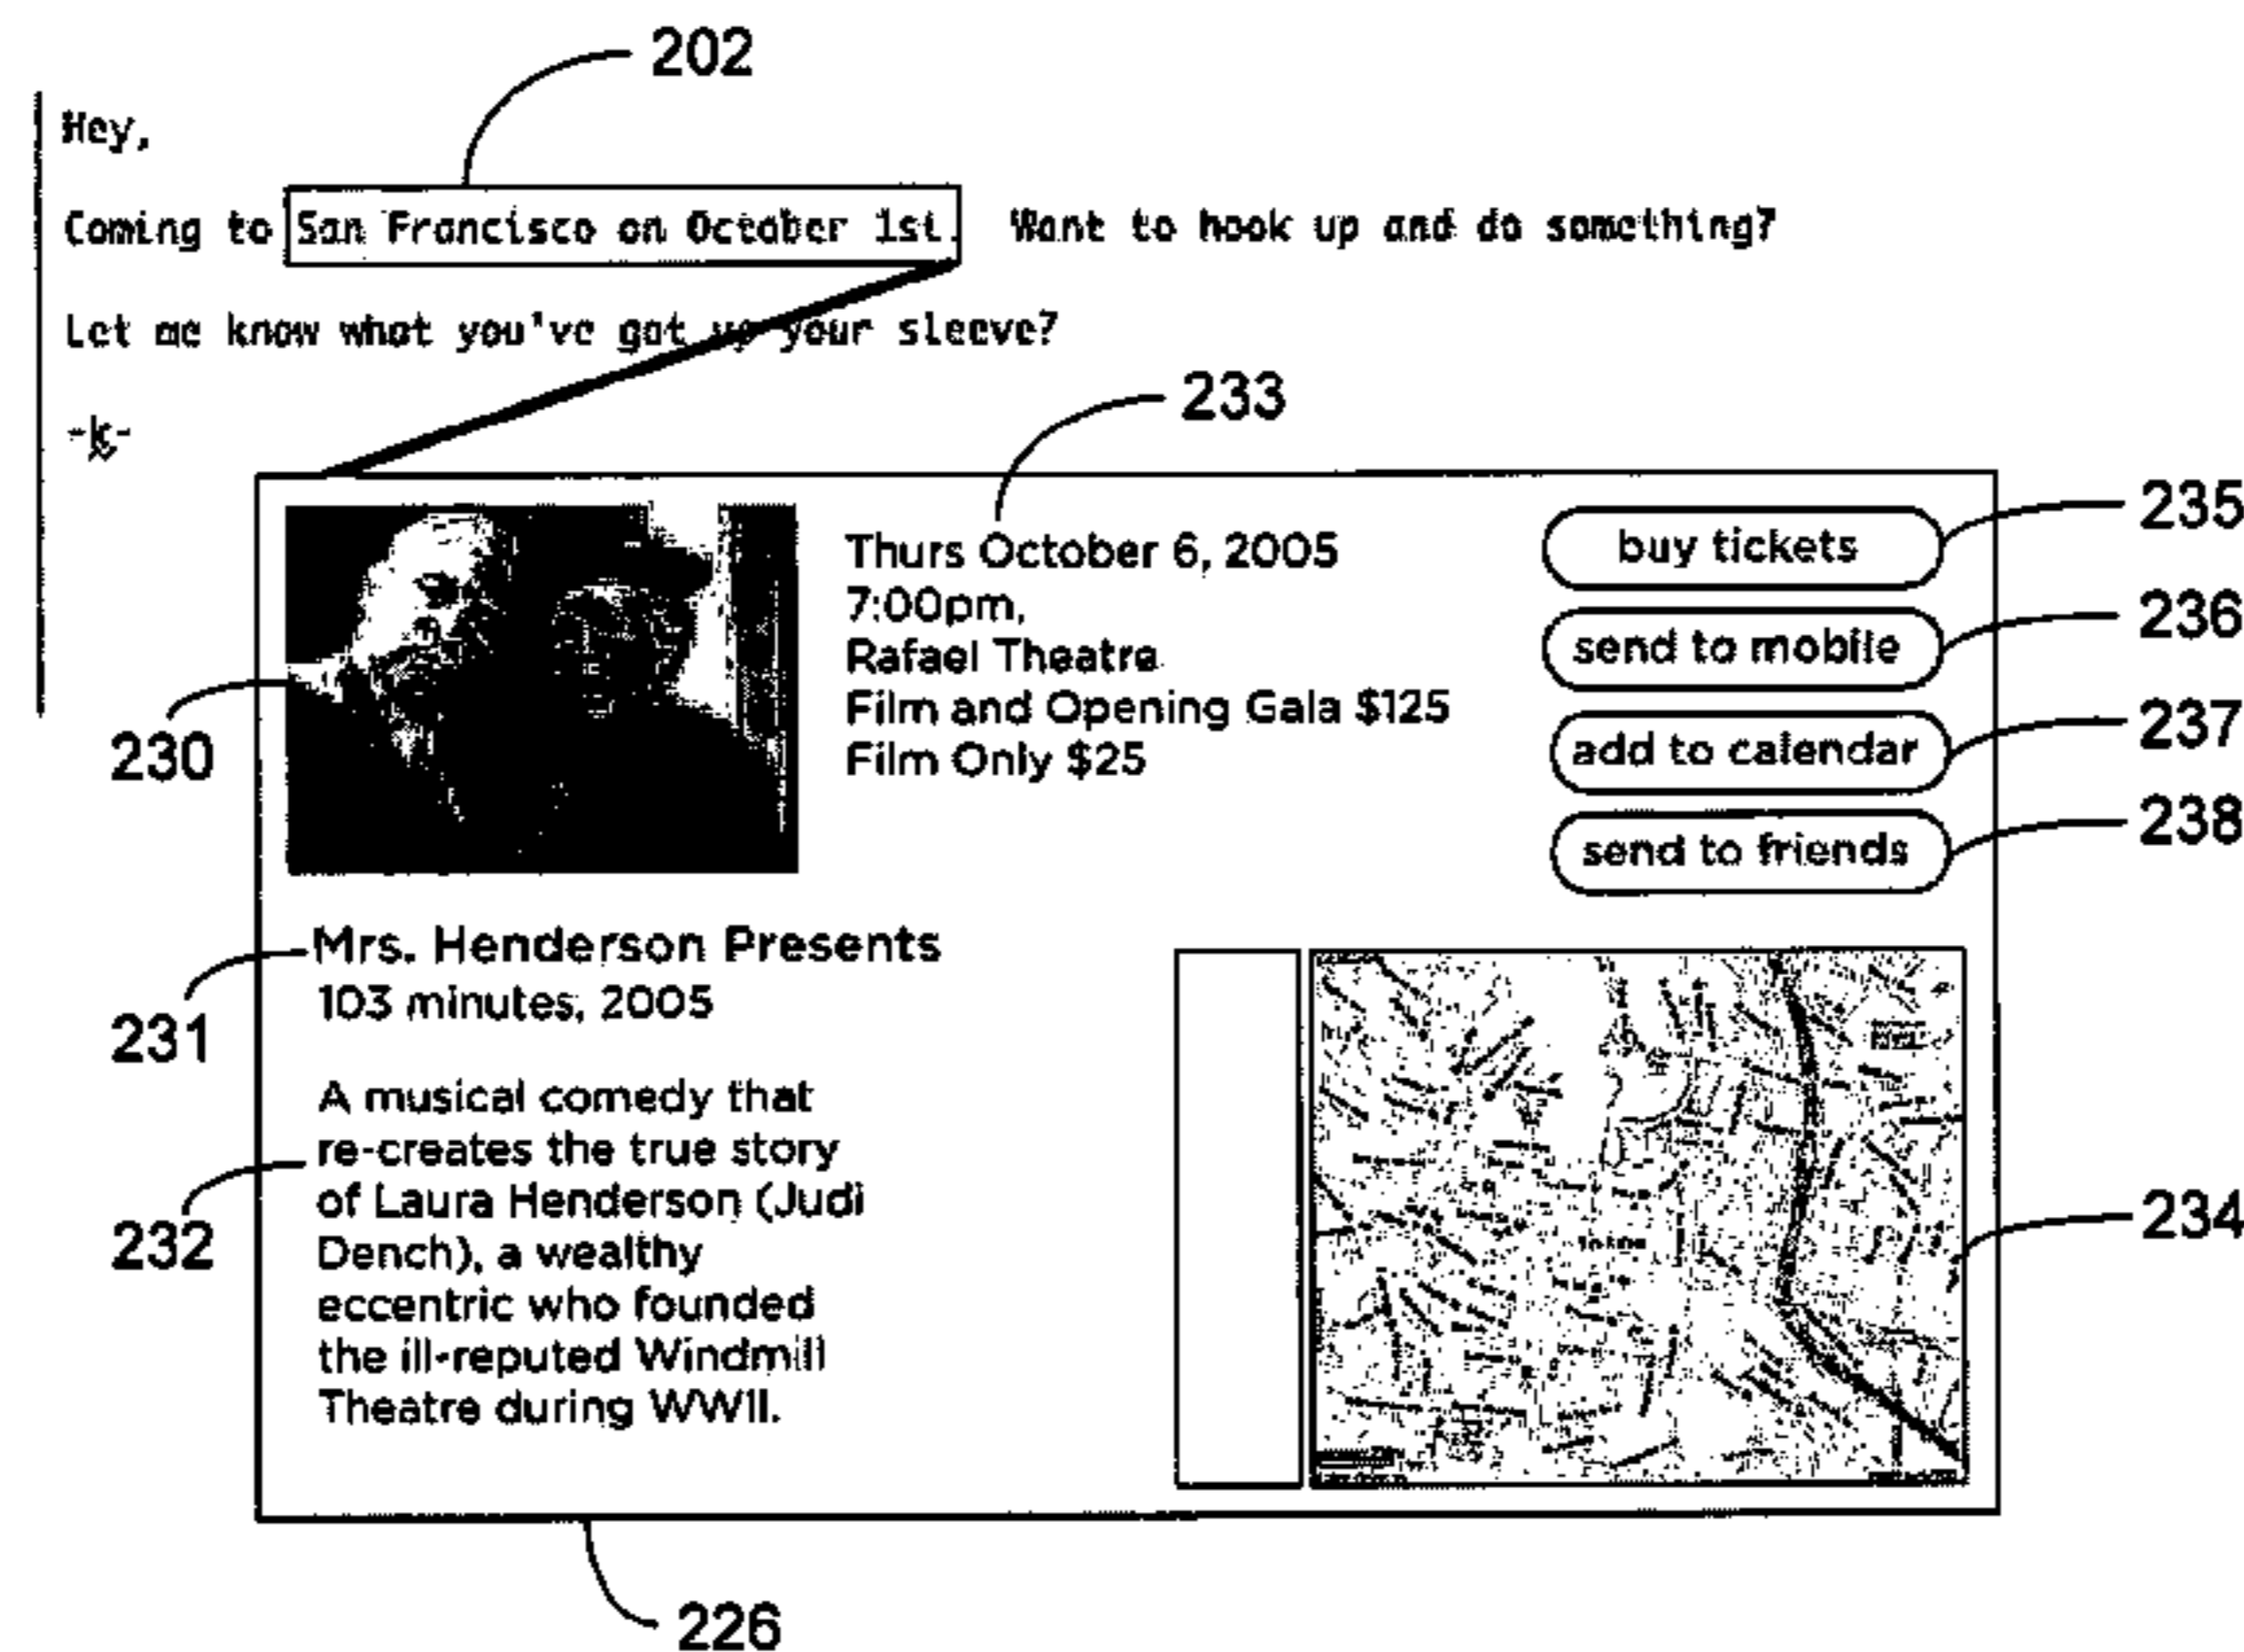 202
Hey,
Coming to San Francisco on October 1st. Want to hook up and do something?
Let me know what you've got up your sleeve?
-k-
233
Thurs October 6, 2005
7:00pm,
Rafael Theatre
Film and Opening Gala $125
Film Only $25
buy tickets
235
send to mobile
236
add to calendar
237
send to friends
238
230
Mrs. Henderson Presents
103 minutes, 2005
231
A musical comedy that
re-creates the true story
of Laura Henderson (Judi
Dench), a wealthy
eccentric who founded
the ill-reputed Windmill
Theatre during WWII.
232
234
226